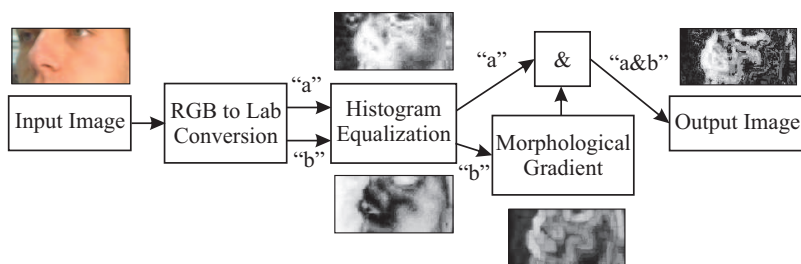 Input Image
RGB to Lab
Conversion
“a”
“b”
Histogram
Equalization
“a”
“b”
&
Morphological
Gradient
“a&b”
Output Image